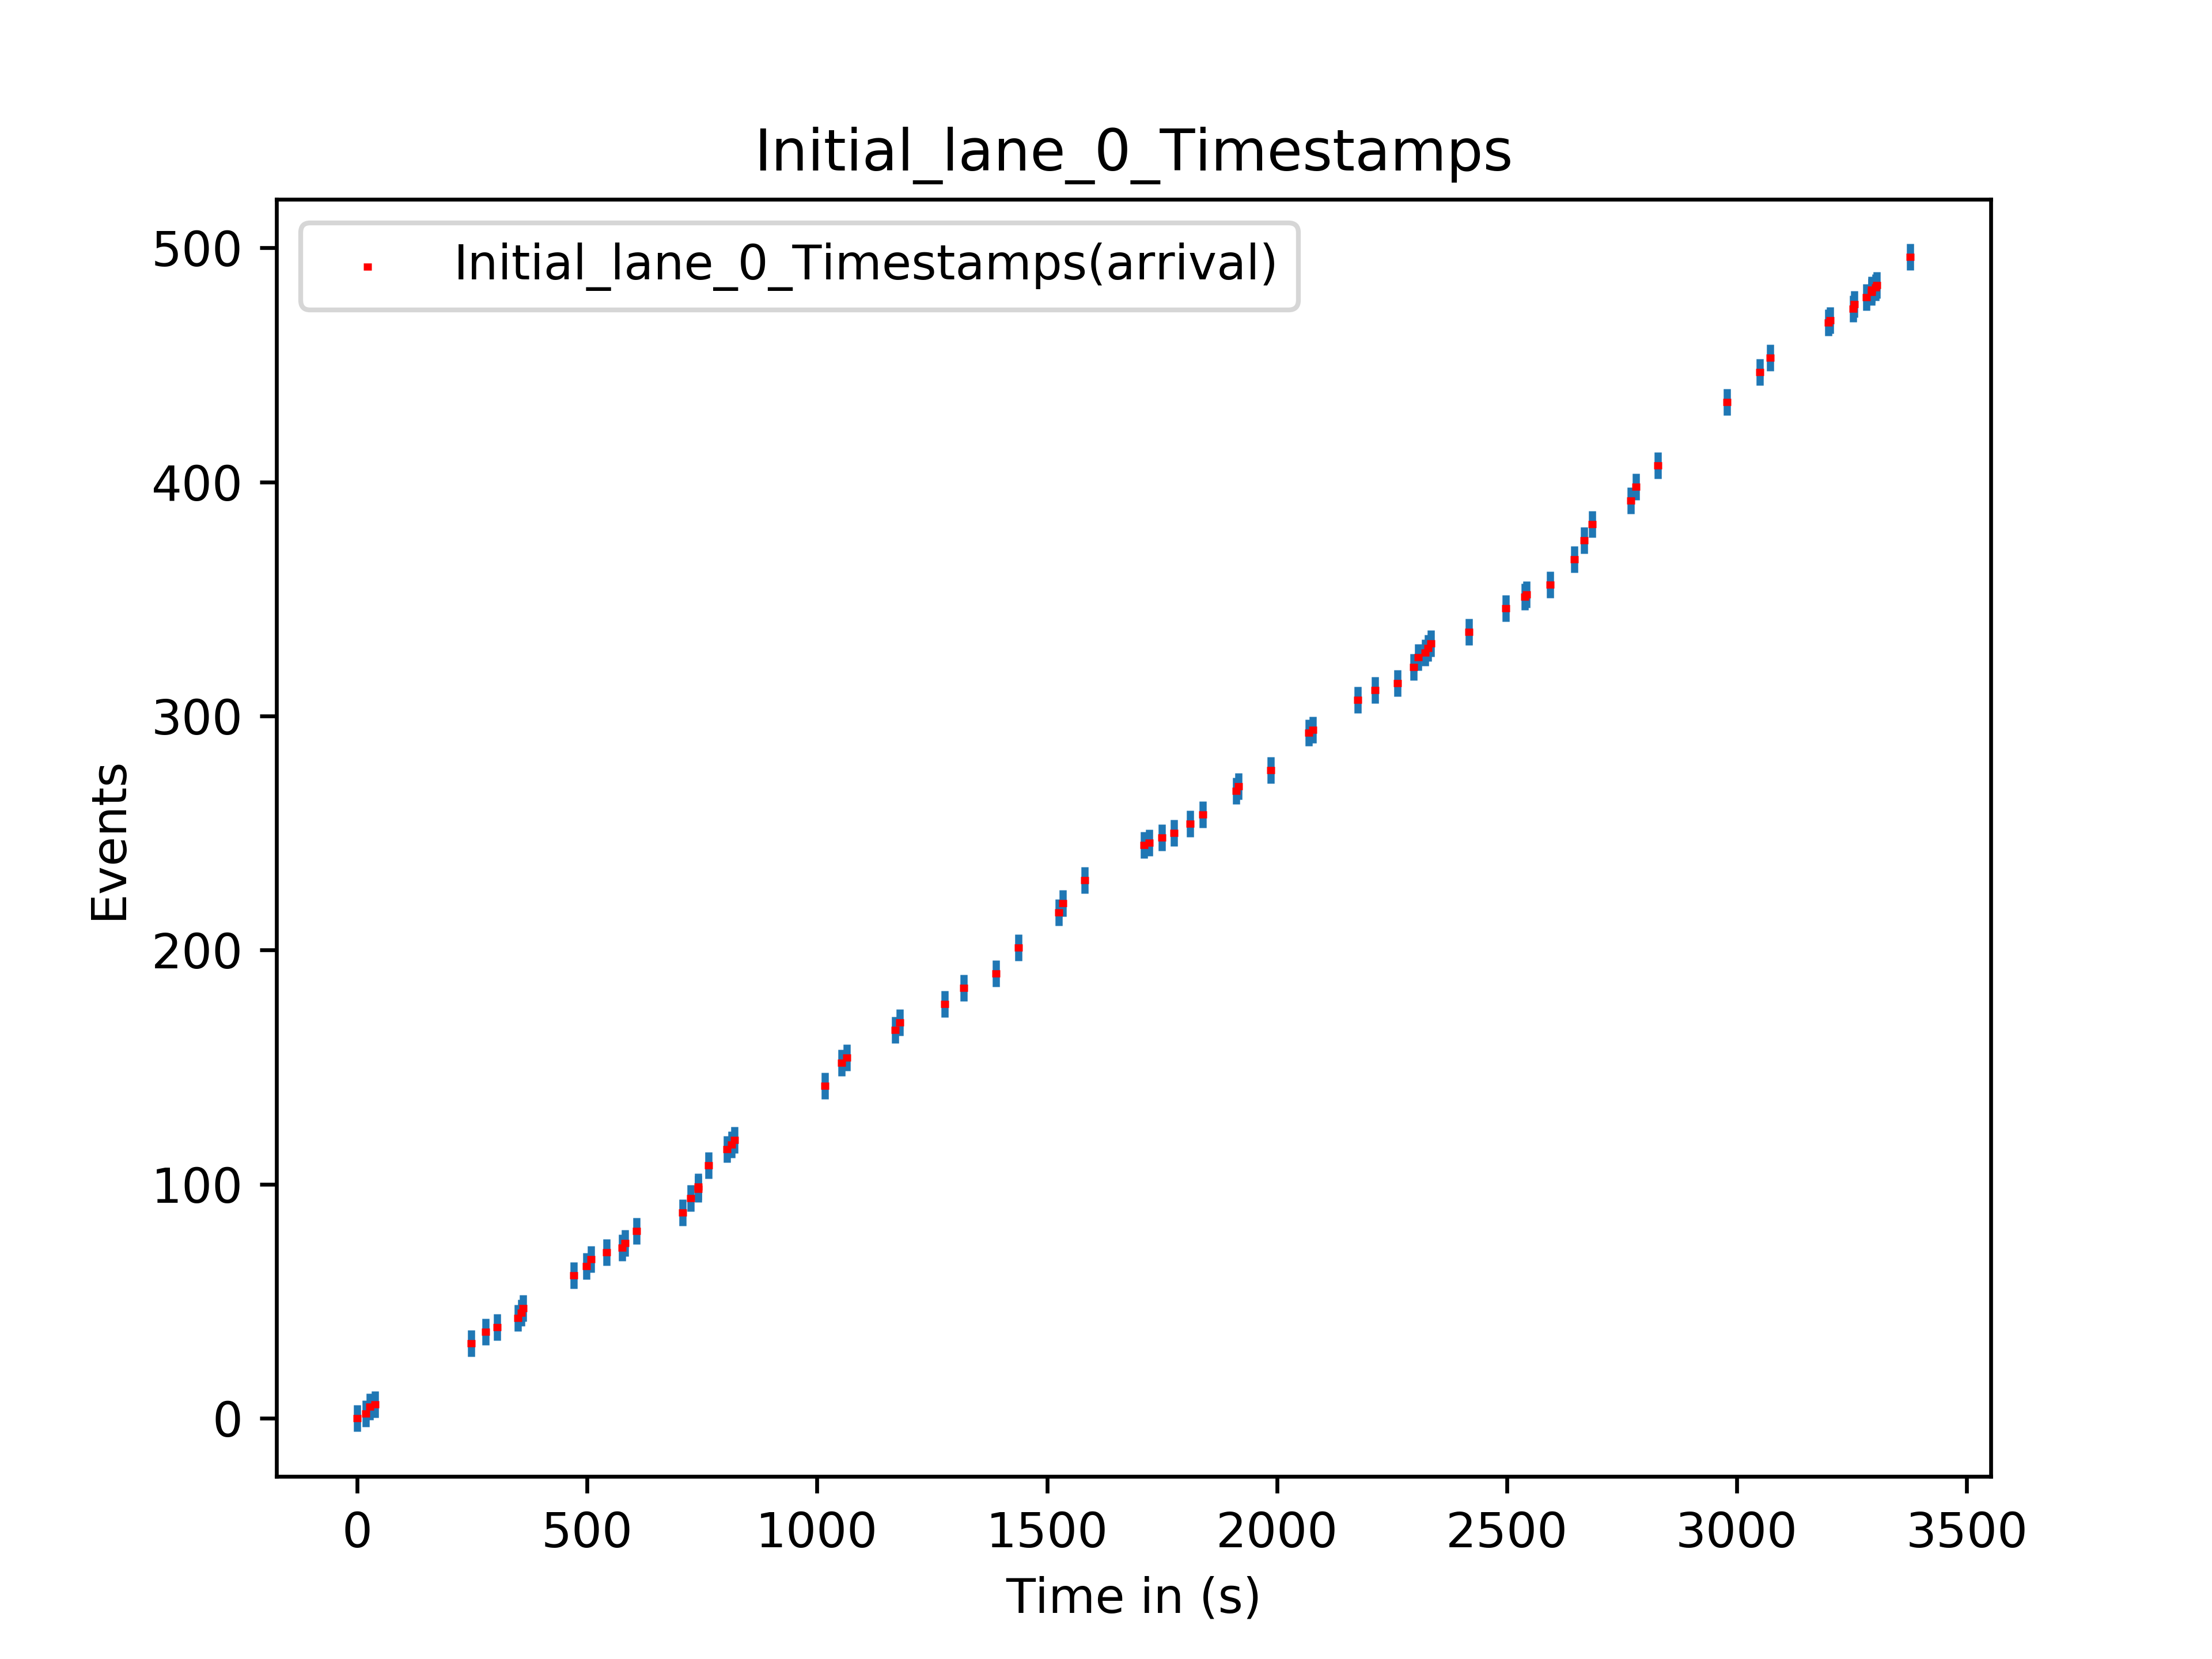 Initial_lane_0_Timestamps
Initial_lane_0_Timestamps(arrival)
500
400
300
200
100
0
Events
0 500 1000 1500 2000 2500 3000 3500
Time in (s)